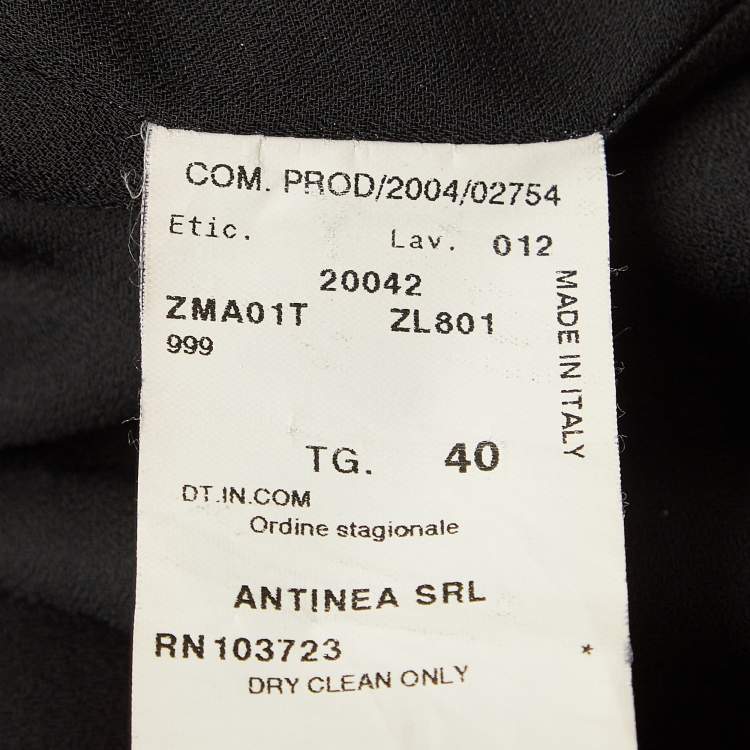 COM. PROD/2004/02754
Etic. Lav. 012
20042
ZMA01T ZL801
999
MADE IN ITALY
TG. 40
DT.IN.COM
Ordine stagionale
ANTINEA SRL
RN103723 *
DRY CLEAN ONLY